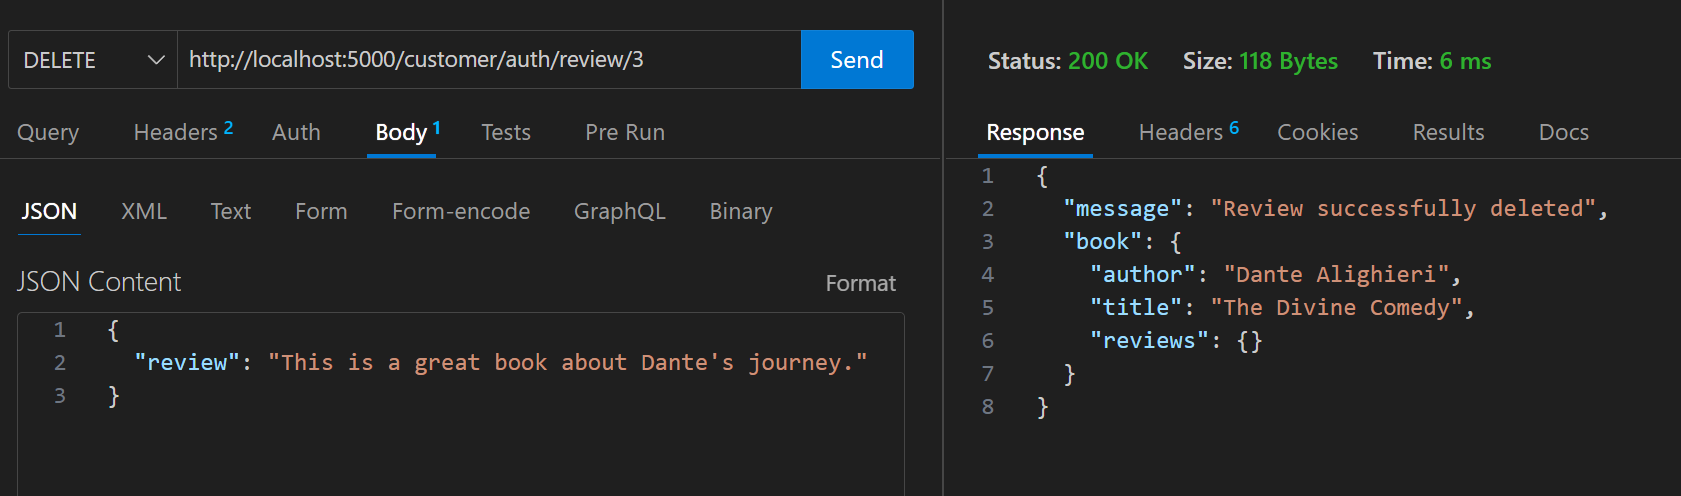 DELETE http://localhost:5000/customer/auth/review/3 Send
Query Headers 2 Auth Body 1 Tests Pre Run
JSON XML Text Form Form-encode GraphQL Binary
JSON Content Format
1 {
2 "review": "This is a great book about Dante's journey."
3 }
Status: 200 OK Size: 118 Bytes Time: 6 ms
Response Headers 6 Cookies Results Docs
1 {
2 "message": "Review successfully deleted",
3 "book": {
4 "author": "Dante Alighieri",
5 "title": "The Divine Comedy",
6 "reviews": {}
7 }
8 }